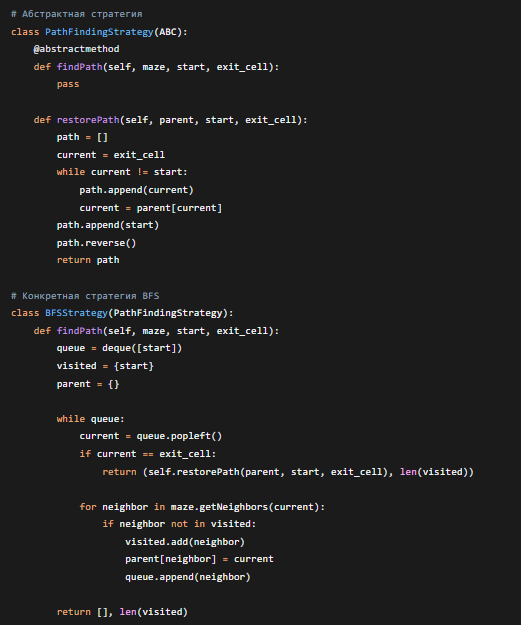 # Абстрактная стратегия
class PathFindingStrategy(ABC):
    @abstractmethod
    def findPath(self, maze, start, exit_cell):
        pass

    def restorePath(self, parent, start, exit_cell):
        path = []
        current = exit_cell
        while current != start:
            path.append(current)
            current = parent[current]
        path.append(start)
        path.reverse()
        return path

# Конкретная стратегия BFS
class BFSStrategy(PathFindingStrategy):
    def findPath(self, maze, start, exit_cell):
        queue = deque([start])
        visited = {start}
        parent = {}

        while queue:
            current = queue.popleft()
            if current == exit_cell:
                return (self.restorePath(parent, start, exit_cell), len(visited))

            for neighbor in maze.getNeighbors(current):
                if neighbor not in visited:
                    visited.add(neighbor)
                    parent[neighbor] = current
                    queue.append(neighbor)

        return [], len(visited)